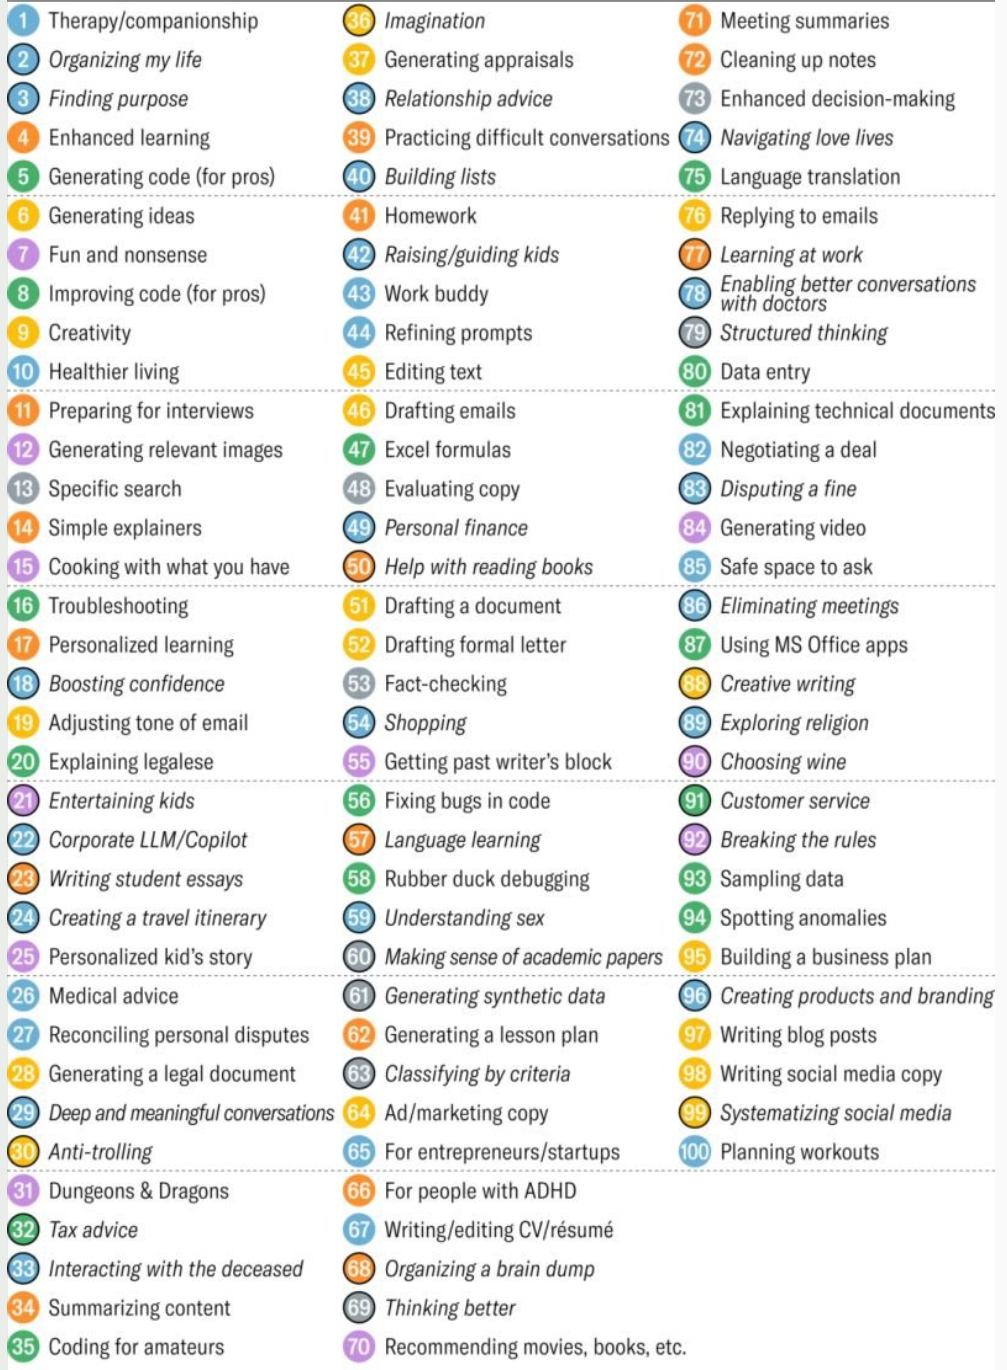 1 Therapy/companionship
2 Organizing my life
3 Finding purpose
4 Enhanced learning
5 Generating code (for pros)
6 Generating ideas
7 Fun and nonsense
8 Improving code (for pros)
9 Creativity
10 Healthier living
11 Preparing for interviews
12 Generating relevant images
13 Specific search
14 Simple explainers
15 Cooking with what you have
16 Troubleshooting
17 Personalized learning
18 Boosting confidence
19 Adjusting tone of email
20 Explaining legalese
21 Entertaining kids
22 Corporate LLM/Copilot
23 Writing student essays
24 Creating a travel itinerary
25 Personalized kid's story
26 Medical advice
27 Reconciling personal disputes
28 Generating a legal document
29 Deep and meaningful conversations
30 Anti-trolling
31 Dungeons & Dragons
32 Tax advice
33 Interacting with the deceased
34 Summarizing content
35 Coding for amateurs
36 Imagination
37 Generating appraisals
38 Relationship advice
39 Practicing difficult conversations
40 Building lists
41 Homework
42 Raising/guiding kids
43 Work buddy
44 Refining prompts
45 Editing text
46 Drafting emails
47 Excel formulas
48 Evaluating copy
49 Personal finance
50 Help with reading books
51 Drafting a document
52 Drafting formal letter
53 Fact-checking
54 Shopping
55 Getting past writer's block
56 Fixing bugs in code
57 Language learning
58 Rubber duck debugging
59 Understanding sex
60 Making sense of academic papers
61 Generating synthetic data
62 Generating a lesson plan
63 Classifying by criteria
64 Ad/marketing copy
65 For entrepreneurs/startups
66 For people with ADHD
67 Writing/editing CV/résumé
68 Organizing a brain dump
69 Thinking better
70 Recommending movies, books, etc.
71 Meeting summaries
72 Cleaning up notes
73 Enhanced decision-making
74 Navigating love lives
75 Language translation
76 Replying to emails
77 Learning at work
78 Enabling better conversations
with doctors
79 Structured thinking
80 Data entry
81 Explaining technical documents
82 Negotiating a deal
83 Disputing a fine
84 Generating video
85 Safe space to ask
86 Eliminating meetings
87 Using MS Office apps
88 Creative writing
89 Exploring religion
90 Choosing wine
91 Customer service
92 Breaking the rules
93 Sampling data
94 Spotting anomalies
95 Building a business plan
96 Creating products and branding
97 Writing blog posts
98 Writing social media copy
99 Systematizing social media
100 Planning workouts